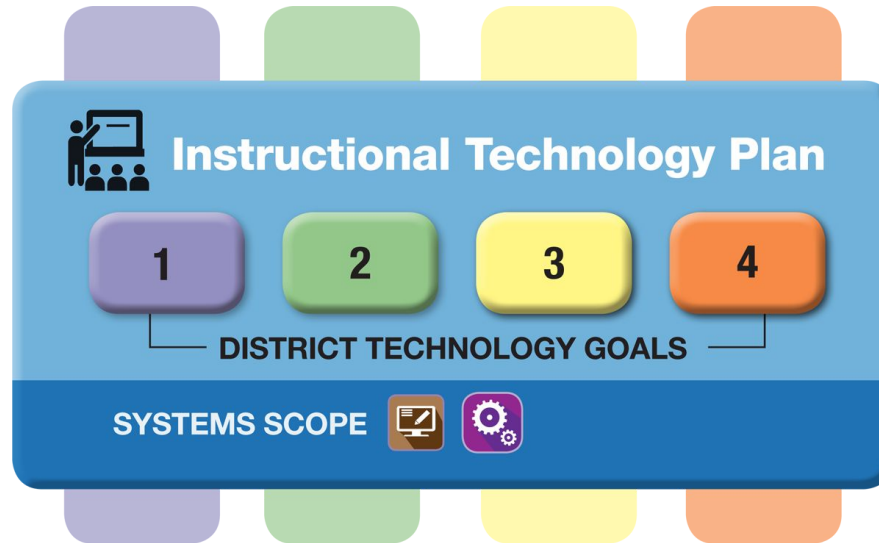 Instructional Technology Plan
1 2 3 4
DISTRICT TECHNOLOGY GOALS
SYSTEMS SCOPE